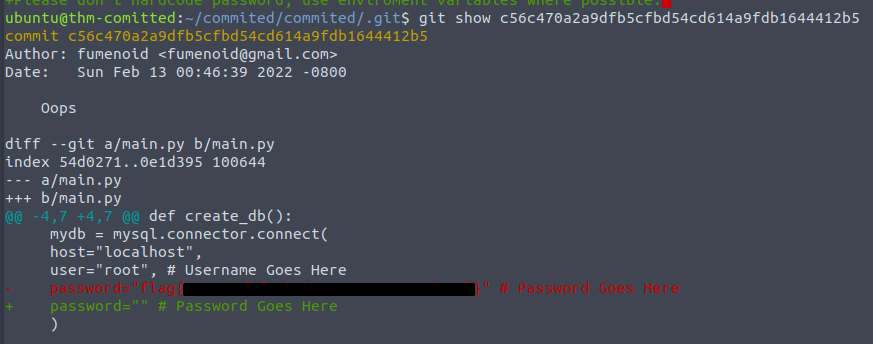 +Please don't hardcode password, use enviroment variables where posible.
ubuntu@thm-comitted:~/commited/commited/.git$ git show c56c470a2a9dfb5cfbd54cd614a9fdb1644412b5
commit c56c470a2a9dfb5cfbd54cd614a9fdb1644412b5
Author: fumenoid <fumenoid@gmail.com>
Date:   Sun Feb 13 00:46:39 2022 -0800
Oops
diff --git a/main.py b/main.py
index 54d0271..0e1d395 100644
--- a/main.py
+++ b/main.py
@@ -4,7 +4,7 @@ def create_db():
mydb = mysql.connector.connect(
host="localhost",
user="root", # Username Goes Here
-    password="flag{ }" # Password Goes Here
+    password="" # Password Goes Here
)